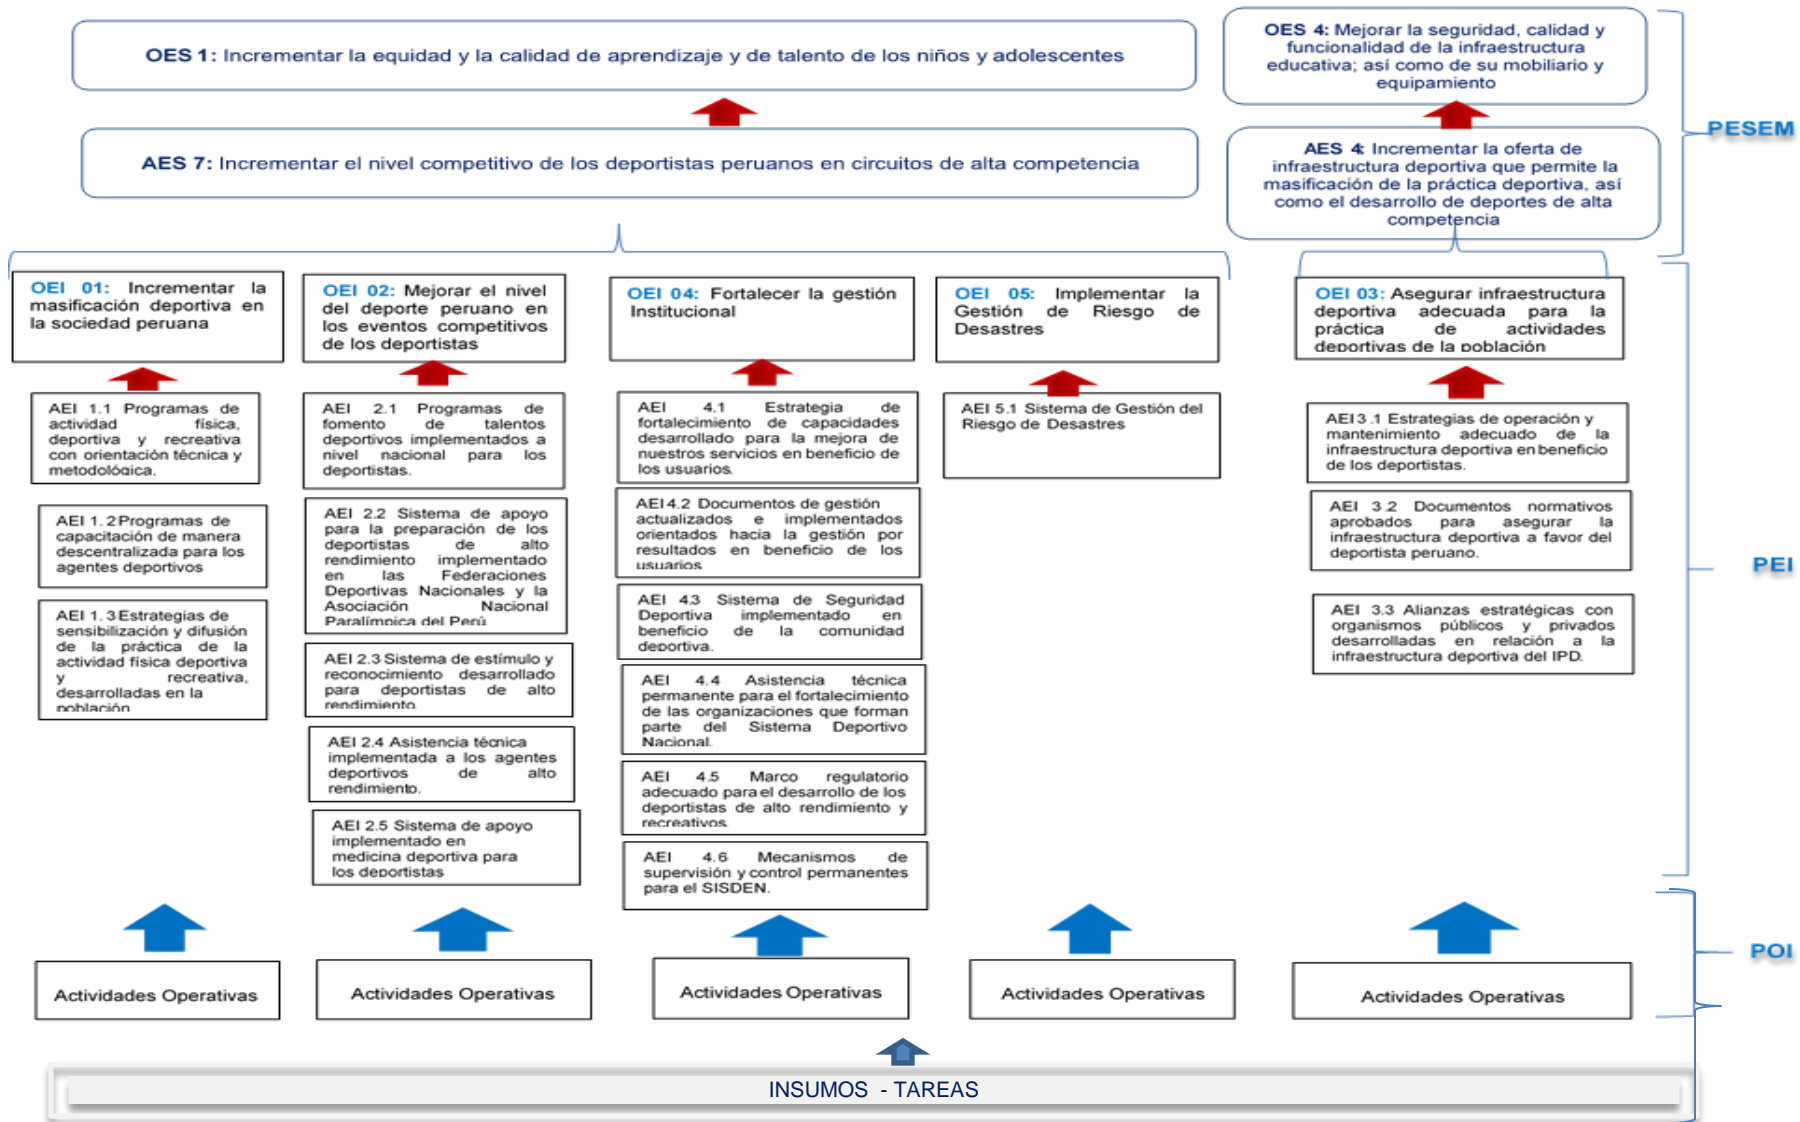 OES 1: Incrementar la equidad y la calidad de aprendizaje y de talento de los niños y adolescentes
OES 4: Mejorar la seguridad, calidad y
funcionalidad de la infraestructura
educativa; así como de su mobiliario y
equipamiento
PESEM
AES 7: Incrementar el nivel competitivo de los deportistas peruanos en circuitos de alta competencia
AES 4: Incrementar la oferta de
infraestructura deportiva que permite la
masificación de la práctica deportiva, así
como el desarrollo de deportes de alta
competencia
OEI 01: Incrementar la
masificación deportiva en
la sociedad peruana
OEI 02: Mejorar el nivel
del deporte peruano en
los eventos competitivos
de los deportistas
OEI 04: Fortalecer la gestión
Institucional
OEI 05: Implementar la
Gestión de Riesgo de
Desastres
OEI 03: Asegurar infraestructura
deportiva adecuada para la
práctica de actividades
deportivas de la población
AEI 1.1 Programas de
actividad física,
deportiva y recreativa
con orientación técnica y
metodológica.
AEI 1.2 Programas de
capacitación de manera
descentralizada para los
agentes deportivos
AEI 1.3 Estrategias de
sensibilización y difusión
de la práctica de la
actividad física deportiva
y recreativa,
desarrolladas en la
población
AEI 2.1 Programas de
fomento de talentos
deportivos implementados a
nivel nacional para los
deportistas.
AEI 2.2 Sistema de apoyo
para la preparación de los
deportistas de alto
rendimiento implementado
en las Federaciones
Deportivas Nacionales y la
Asociación Nacional
Paralímpica del Perú.
AEI 2.3 Sistema de estímulo y
reconocimiento desarrollado
para deportistas de alto
rendimiento.
AEI 2.4 Asistencia técnica
implementada a los agentes
deportivos de alto
rendimiento.
AEI 2.5 Sistema de apoyo
implementado en
medicina deportiva para
los deportistas
AEI 4.1 Estrategia de
fortalecimiento de capacidades
desarrollado para la mejora de
nuestros servicios en beneficio de
los usuarios.
AEI 4.2 Documentos de gestión
actualizados e implementados
orientados hacia la gestión por
resultados en beneficio de los
usuarios.
AEI 4.3 Sistema de Seguridad
Deportiva implementado en
beneficio de la comunidad
deportiva.
AEI 4.4 Asistencia técnica
permanente para el fortalecimiento
de las organizaciones que forman
parte del Sistema Deportivo
Nacional.
AEI 4.5 Marco regulatorio
adecuado para el desarrollo de los
deportistas de alto rendimiento y
recreativos.
AEI 4.6 Mecanismos de
supervisión y control permanentes
para el SISDEN.
AEI 5.1 Sistema de Gestión del
Riesgo de Desastres
AEI 3.1 Estrategias de operación y
mantenimiento adecuado de la
infraestructura deportiva en beneficio
de los deportistas.
AEI 3.2 Documentos normativos
aprobados para asegurar la
infraestructura deportiva a favor del
deportista peruano.
AEI 3.3 Alianzas estratégicas con
organismos públicos y privados
desarrolladas en relación a la
infraestructura deportiva del IPD.
PEI
Actividades Operativas
Actividades Operativas
Actividades Operativas
Actividades Operativas
Actividades Operativas
POI
INSUMOS - TAREAS